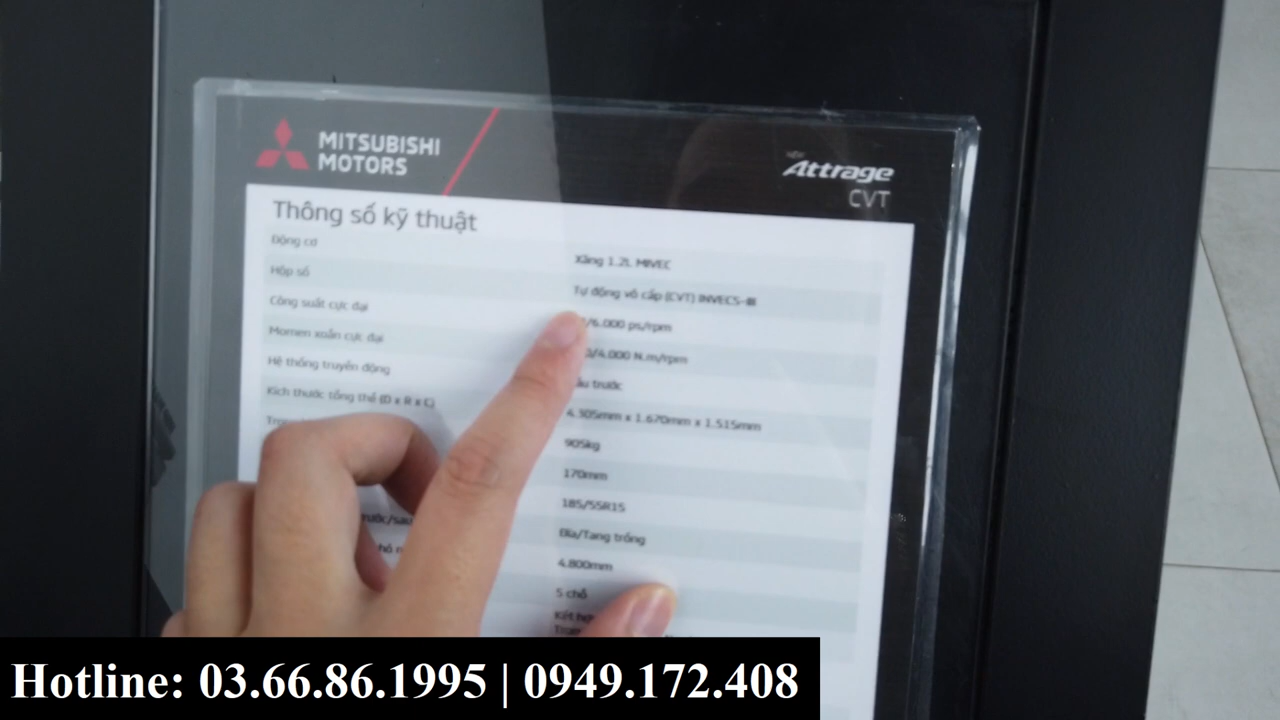 MITSUBISHI
MOTORS
Attrage
CVT
Thông số kỹ thuật
Động cơ
Xăng 1.2L MIVEC
Hộp số
Tự động vô cấp (CVT) INVECS-III
Công suất cực đại
/6.000 ps/rpm
Momen xoắn cực đại
/4.000 N.m/rpm
Hệ thống truyền động
trước
Kích thước tổng thể (D x R x C)
4.305mm x 1.670mm x 1.515mm
905kg
170mm
185/55R15
Đĩa/Tang trống
4.800mm
5 chỗ
Hotline: 03.66.86.1995 | 0949.172.408